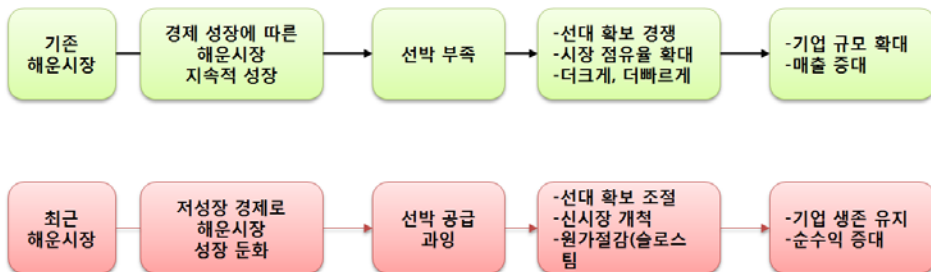 기존
해운시장
경제 성장에 따른
해운시장
지속적 성장
선박 부족
-선대 확보 경쟁
-시장 점유율 확대
-더크게, 더빠르게
-기업 규모 확대
-매출 증대
최근
해운시장
저성장 경제로
해운시장
성장 둔화
선박 공급
과잉
-선대 확보 조절
-신시장 개척
-원가절감(슬로스
팀
-기업 생존 유지
-순수익 증대